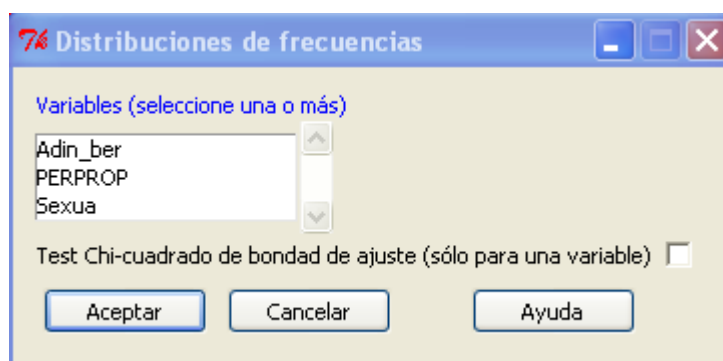 Distribuciones de frecuencias
Variables (seleccione una o más)
Adin_ber
PERPROP
Sexua
Test Chi-cuadrado de bondad de ajuste (sólo para una variable)
Aceptar Cancelar Ayuda